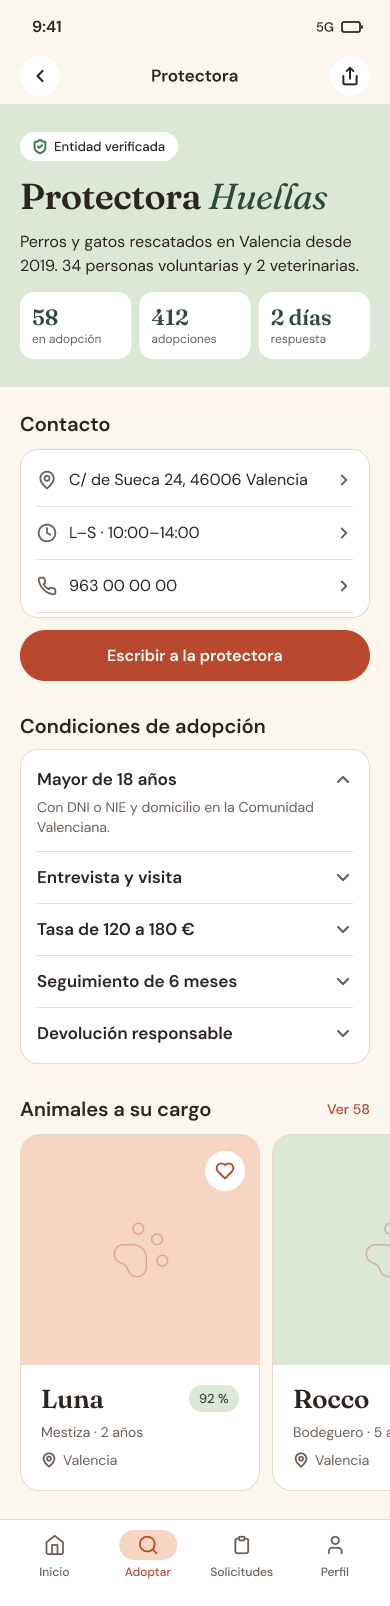 9:41
5G
Protectora
Entidad verificada
Protectora Huellas
Perros y gatos rescatados en Valencia desde
2019. 34 personas voluntarias y 2 veterinarias.
58
en adopción
412
adopciones
2 días
respuesta
Contacto
C/ de Sueca 24, 46006 Valencia
L–S · 10:00–14:00
963 00 00 00
Escribir a la protectora
Condiciones de adopción
Mayor de 18 años
Con DNI o NIE y domicilio en la Comunidad
Valenciana.
Entrevista y visita
Tasa de 120 a 180 €
Seguimiento de 6 meses
Devolución responsable
Animales a su cargo
Ver 58
Luna
92 %
Mestiza · 2 años
Valencia
Rocco
Bodeguero · 5 a
Valencia
Inicio
Adoptar
Solicitudes
Perfil